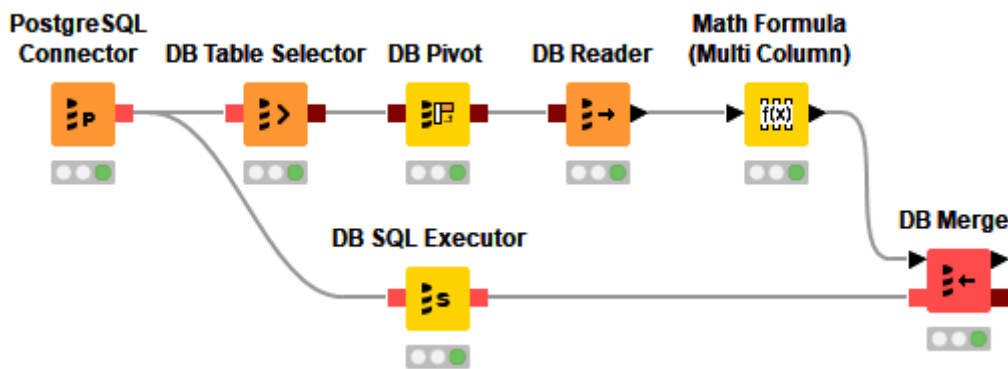 PostgreSQL
Connector
DB Table Selector
DB Pivot
DB Reader
Math Formula
(Multi Column)
P
f(x)
DB SQL Executor
DB Merge
S